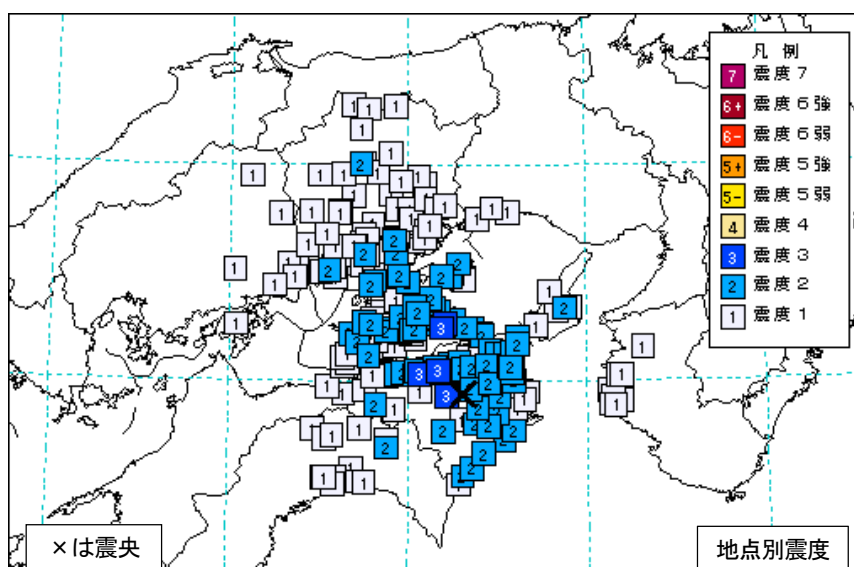 凡例
7 震度7
6+ 震度6強
6- 震度6弱
5+ 震度5強
5- 震度5弱
4 震度4
3 震度3
2 震度2
1 震度1
×は震央
地点別震度